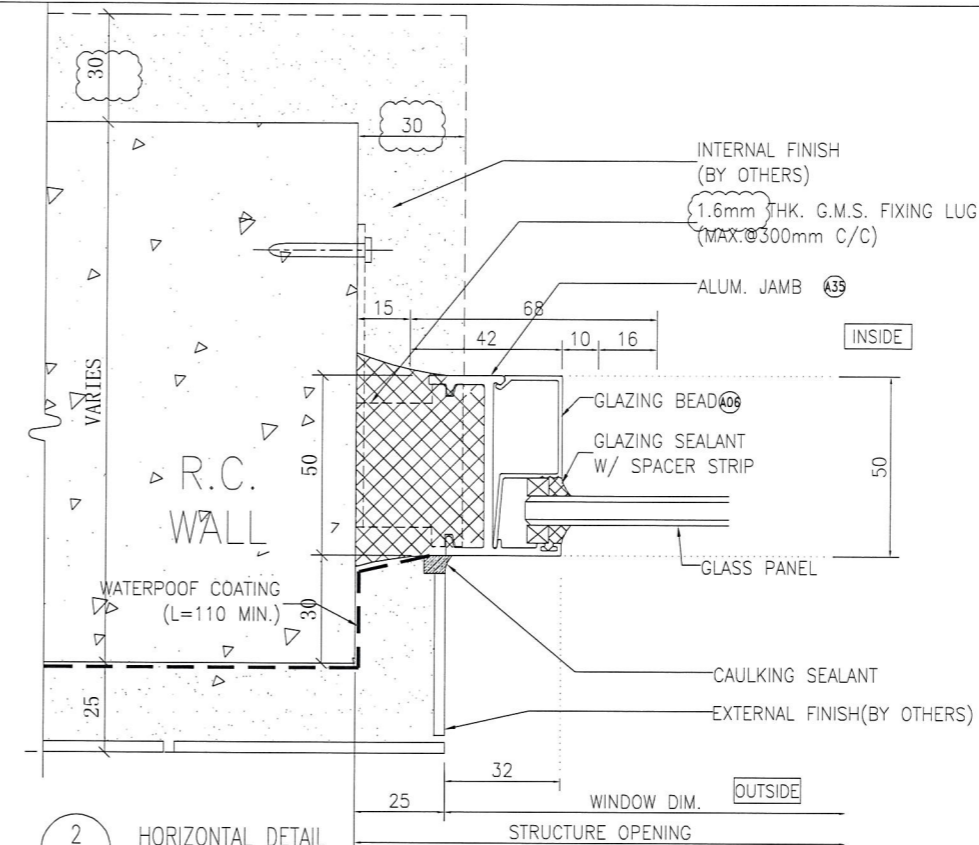 30
30
INTERNAL FINISH
(BY OTHERS)
1.6mm THK. G.M.S. FIXING LUG
(MAX.@300mm C/C)
ALUM. JAMB A35
15
68
42
10
16
INSIDE
VARIES
GLAZING BEAD A06
GLAZING SEALANT
W/ SPACER STRIP
50
50
R.C.
WALL
GLASS PANEL
WATERPOOF COATING
(L=110 MIN.)
30
CAULKING SEALANT
25
EXTERNAL FINISH(BY OTHERS)
32
OUTSIDE
25
WINDOW DIM.
2
HORIZONTAL DETAIL
STRUCTURE OPENING